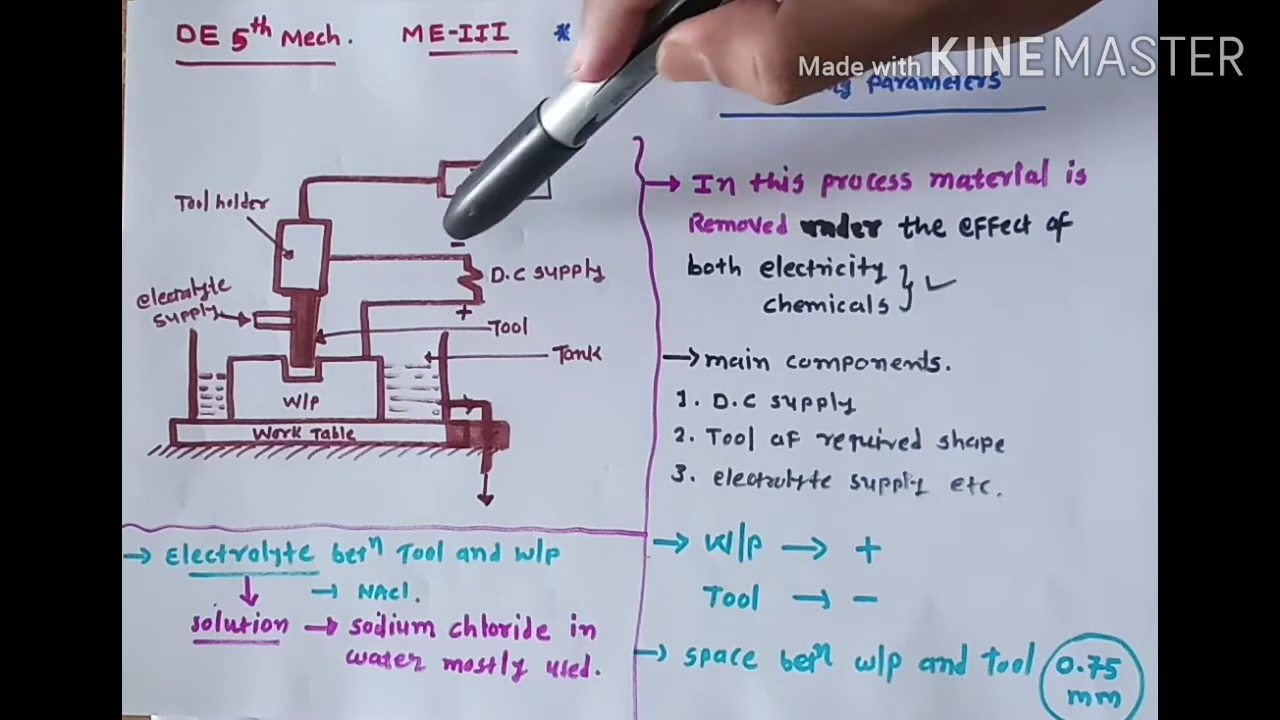 DE 5th Mech. ME-III *
Made with KINEMASTER
Parameters
Tool holder
electrolyte
supply
-
D.C supply
+
Tool
Tank
W/P
Work Table
→ Electrolyte betn Tool and W/p
→ NAcl.
solution → sodium chloride in
water mostly used.
→ In this process material is
Removed under the effect of
both electricity
chemicals
→ main components.
1. D.C supply
2. Tool of required shape
3. electrolyte supply etc.
→ W/p → +
Tool → -
→ space betn w/p and Tool 0.75
mm